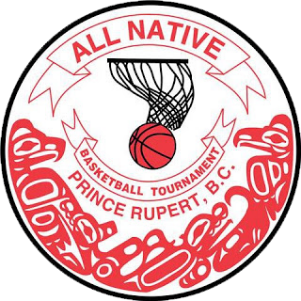 ALL NATIVE
BASKETBALL TOURNAMENT
PRINCE RUPERT, B.C.